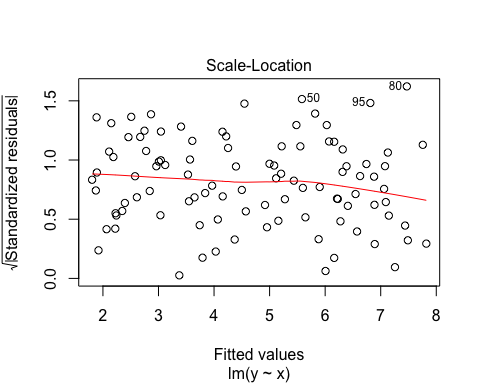 Scale-Location
√|Standardized residuals|
0.0
0.5
1.0
1.5
50
95
80
2 3 4 5 6 7 8
Fitted values
lm(y ~ x)